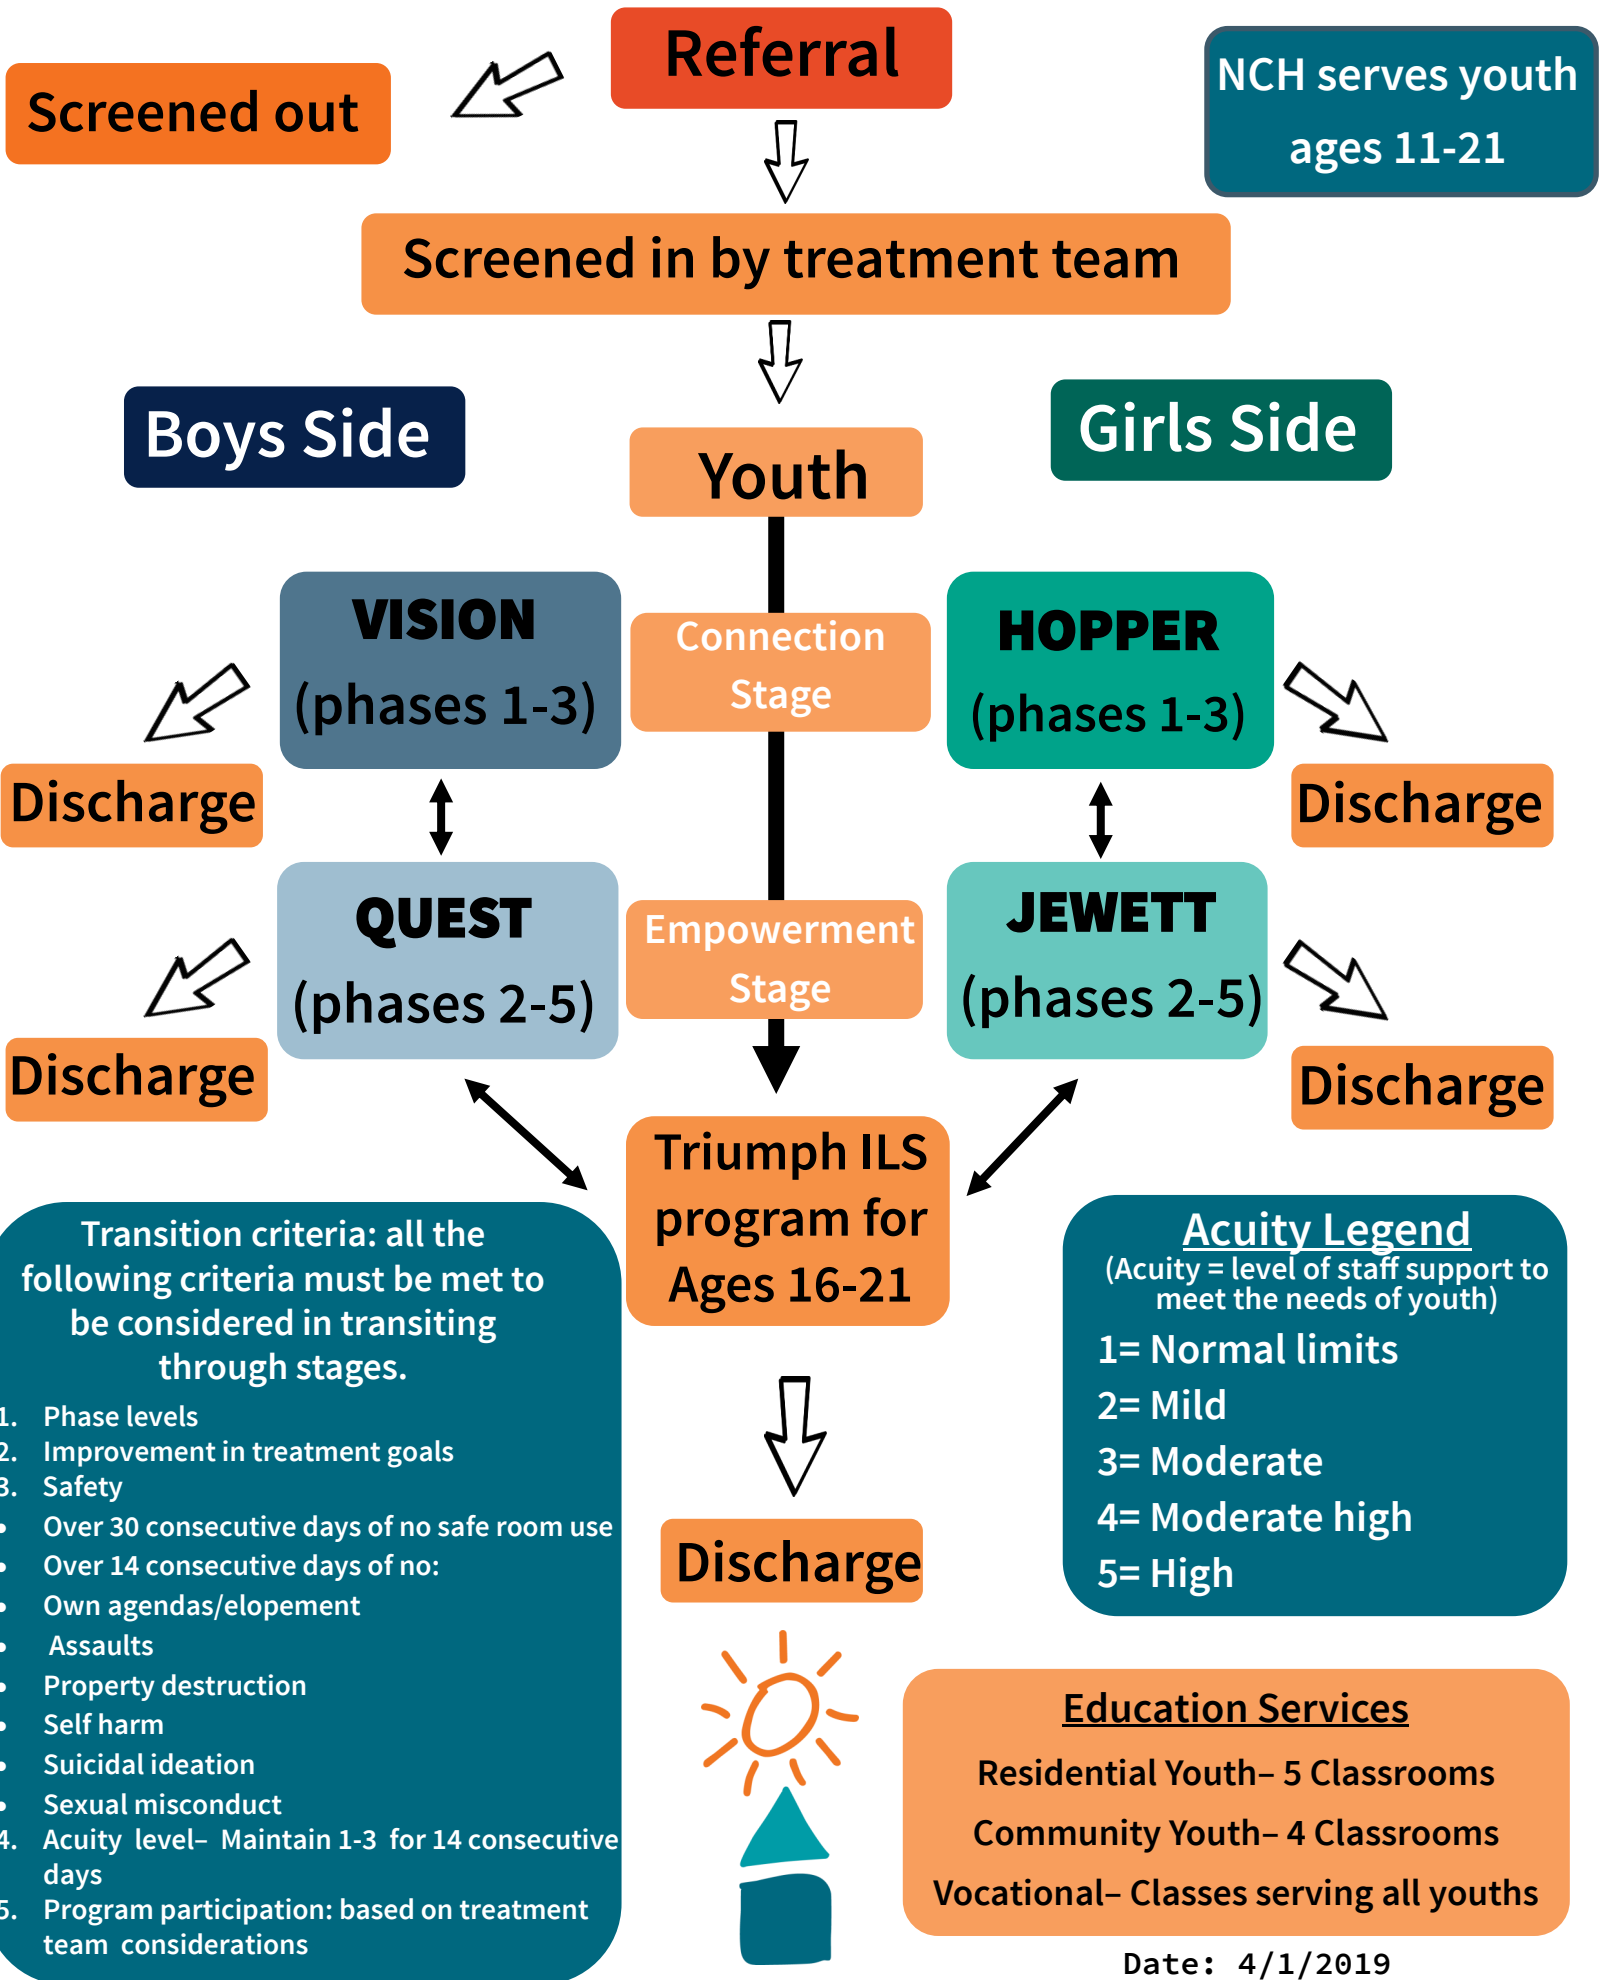 Referral
Screened out
NCH serves youth
ages 11-21
Screened in by treatment team
Boys Side
Girls Side
Youth
VISION
(phases 1-3)
Connection
Stage
HOPPER
(phases 1-3)
Discharge
Discharge
QUEST
(phases 2-5)
Empowerment
Stage
JEWETT
(phases 2-5)
Discharge
Discharge
Triumph ILS
program for
Ages 16-21
Transition criteria: all the
following criteria must be met to
be considered in transiting
through stages.
1. Phase levels
2. Improvement in treatment goals
3. Safety
• Over 30 consecutive days of no safe room use
• Over 14 consecutive days of no:
• Own agendas/elopement
• Assaults
• Property destruction
• Self harm
• Suicidal ideation
• Sexual misconduct
4. Acuity level– Maintain 1-3 for 14 consecutive
days
5. Program participation: based on treatment
team considerations
Acuity Legend
(Acuity = level of staff support to
meet the needs of youth)
1= Normal limits
2= Mild
3= Moderate
4= Moderate high
5= High
Discharge
Education Services
Residential Youth– 5 Classrooms
Community Youth– 4 Classrooms
Vocational– Classes serving all youths
Date: 4/1/2019